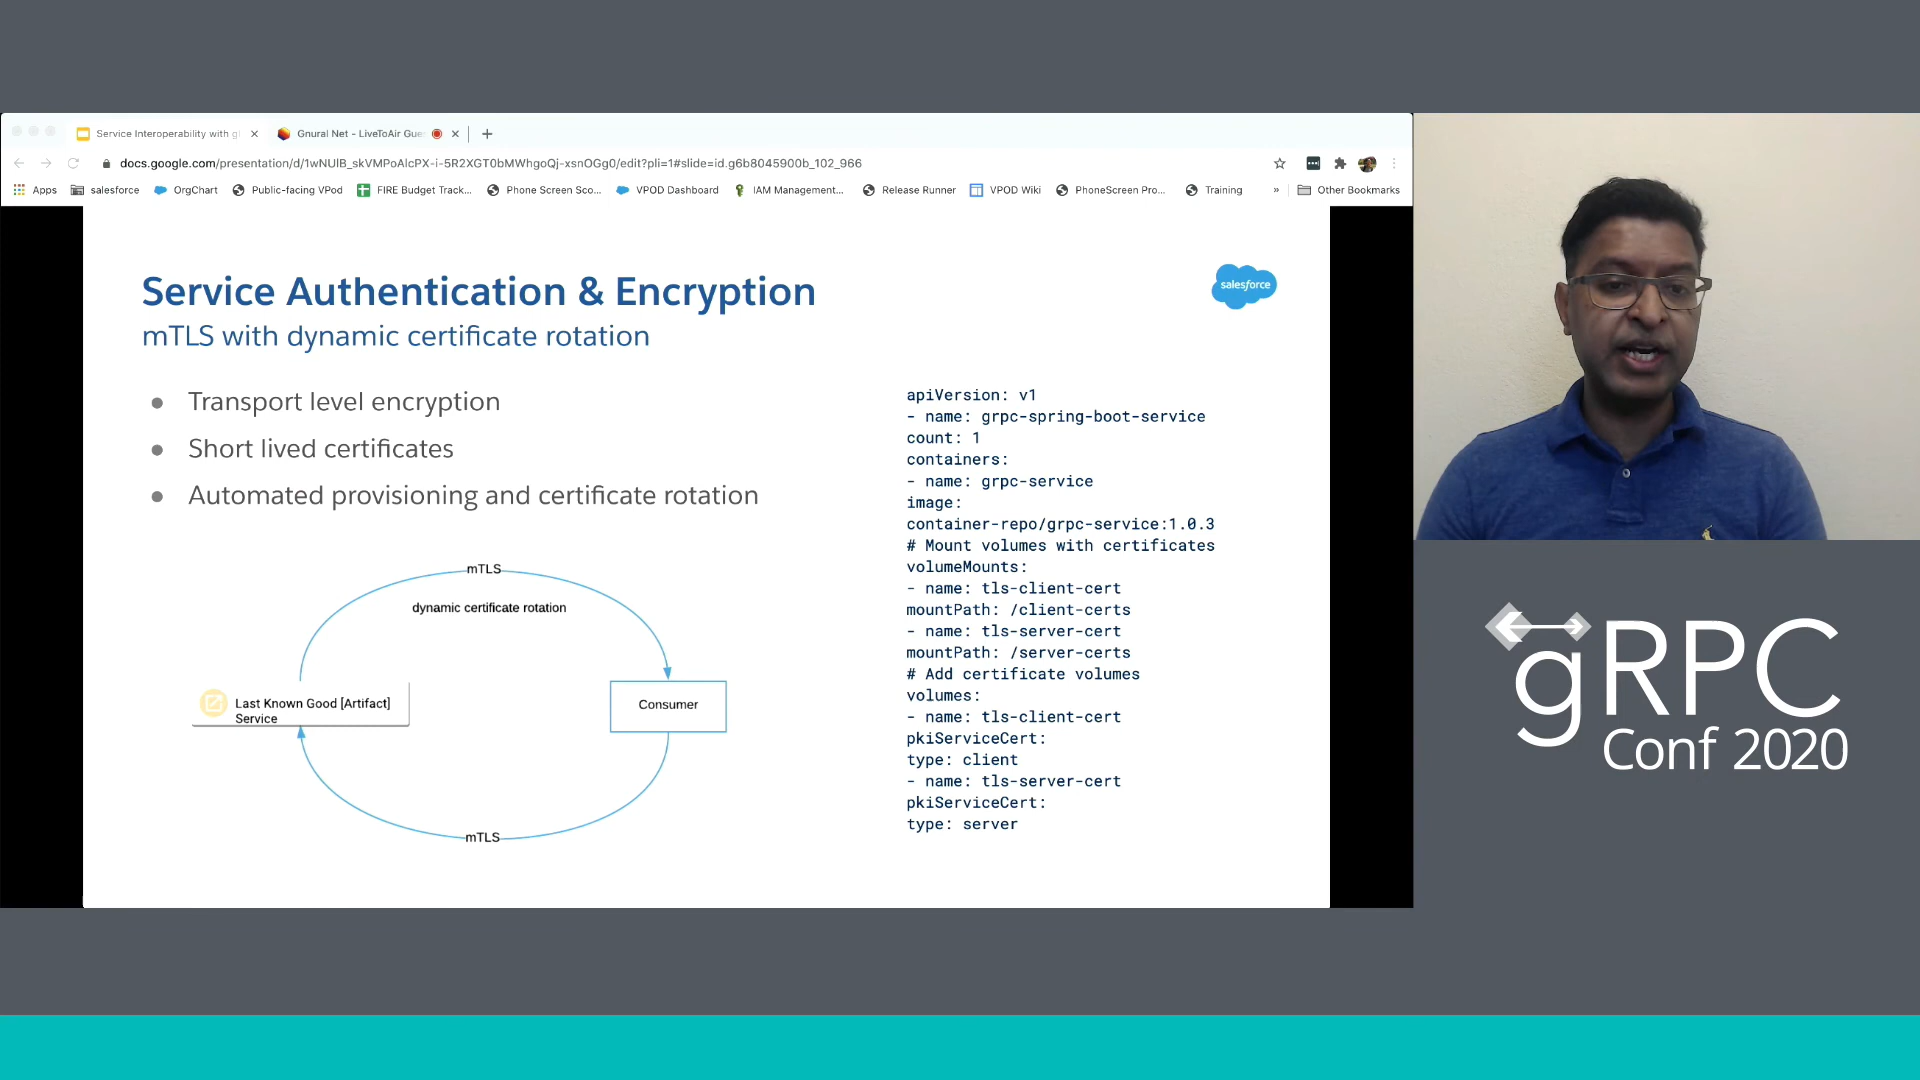 Service Interoperability with g
Gnural Net - LiveToAir Gue
docs.google.com/presentation/d/1wNUlB_skVMPoAlcPX-i-5R2XGT0bMWhgoQj-xsnOGg0/edit?pli=1#slide=id.g6b8045900b_102_966
Apps salesforce OrgChart Public-facing VPod FIRE Budget Track... Phone Screen Sco... VPOD Dashboard IAM Management... Release Runner VPOD Wiki PhoneScreen Pro... Training » Other Bookmarks
Service Authentication & Encryption
mTLS with dynamic certificate rotation
salesforce
● Transport level encryption
● Short lived certificates
● Automated provisioning and certificate rotation
mTLS
dynamic certificate rotation
Last Known Good [Artifact]
Service
Consumer
mTLS
apiVersion: v1
- name: grpc-spring-boot-service
count: 1
containers:
- name: grpc-service
image:
container-repo/grpc-service:1.0.3
# Mount volumes with certificates
volumeMounts:
- name: tls-client-cert
mountPath: /client-certs
- name: tls-server-cert
mountPath: /server-certs
# Add certificate volumes
volumes:
- name: tls-client-cert
pkiServiceCert:
type: client
- name: tls-server-cert
pkiServiceCert:
type: server
gRPC
Conf 2020